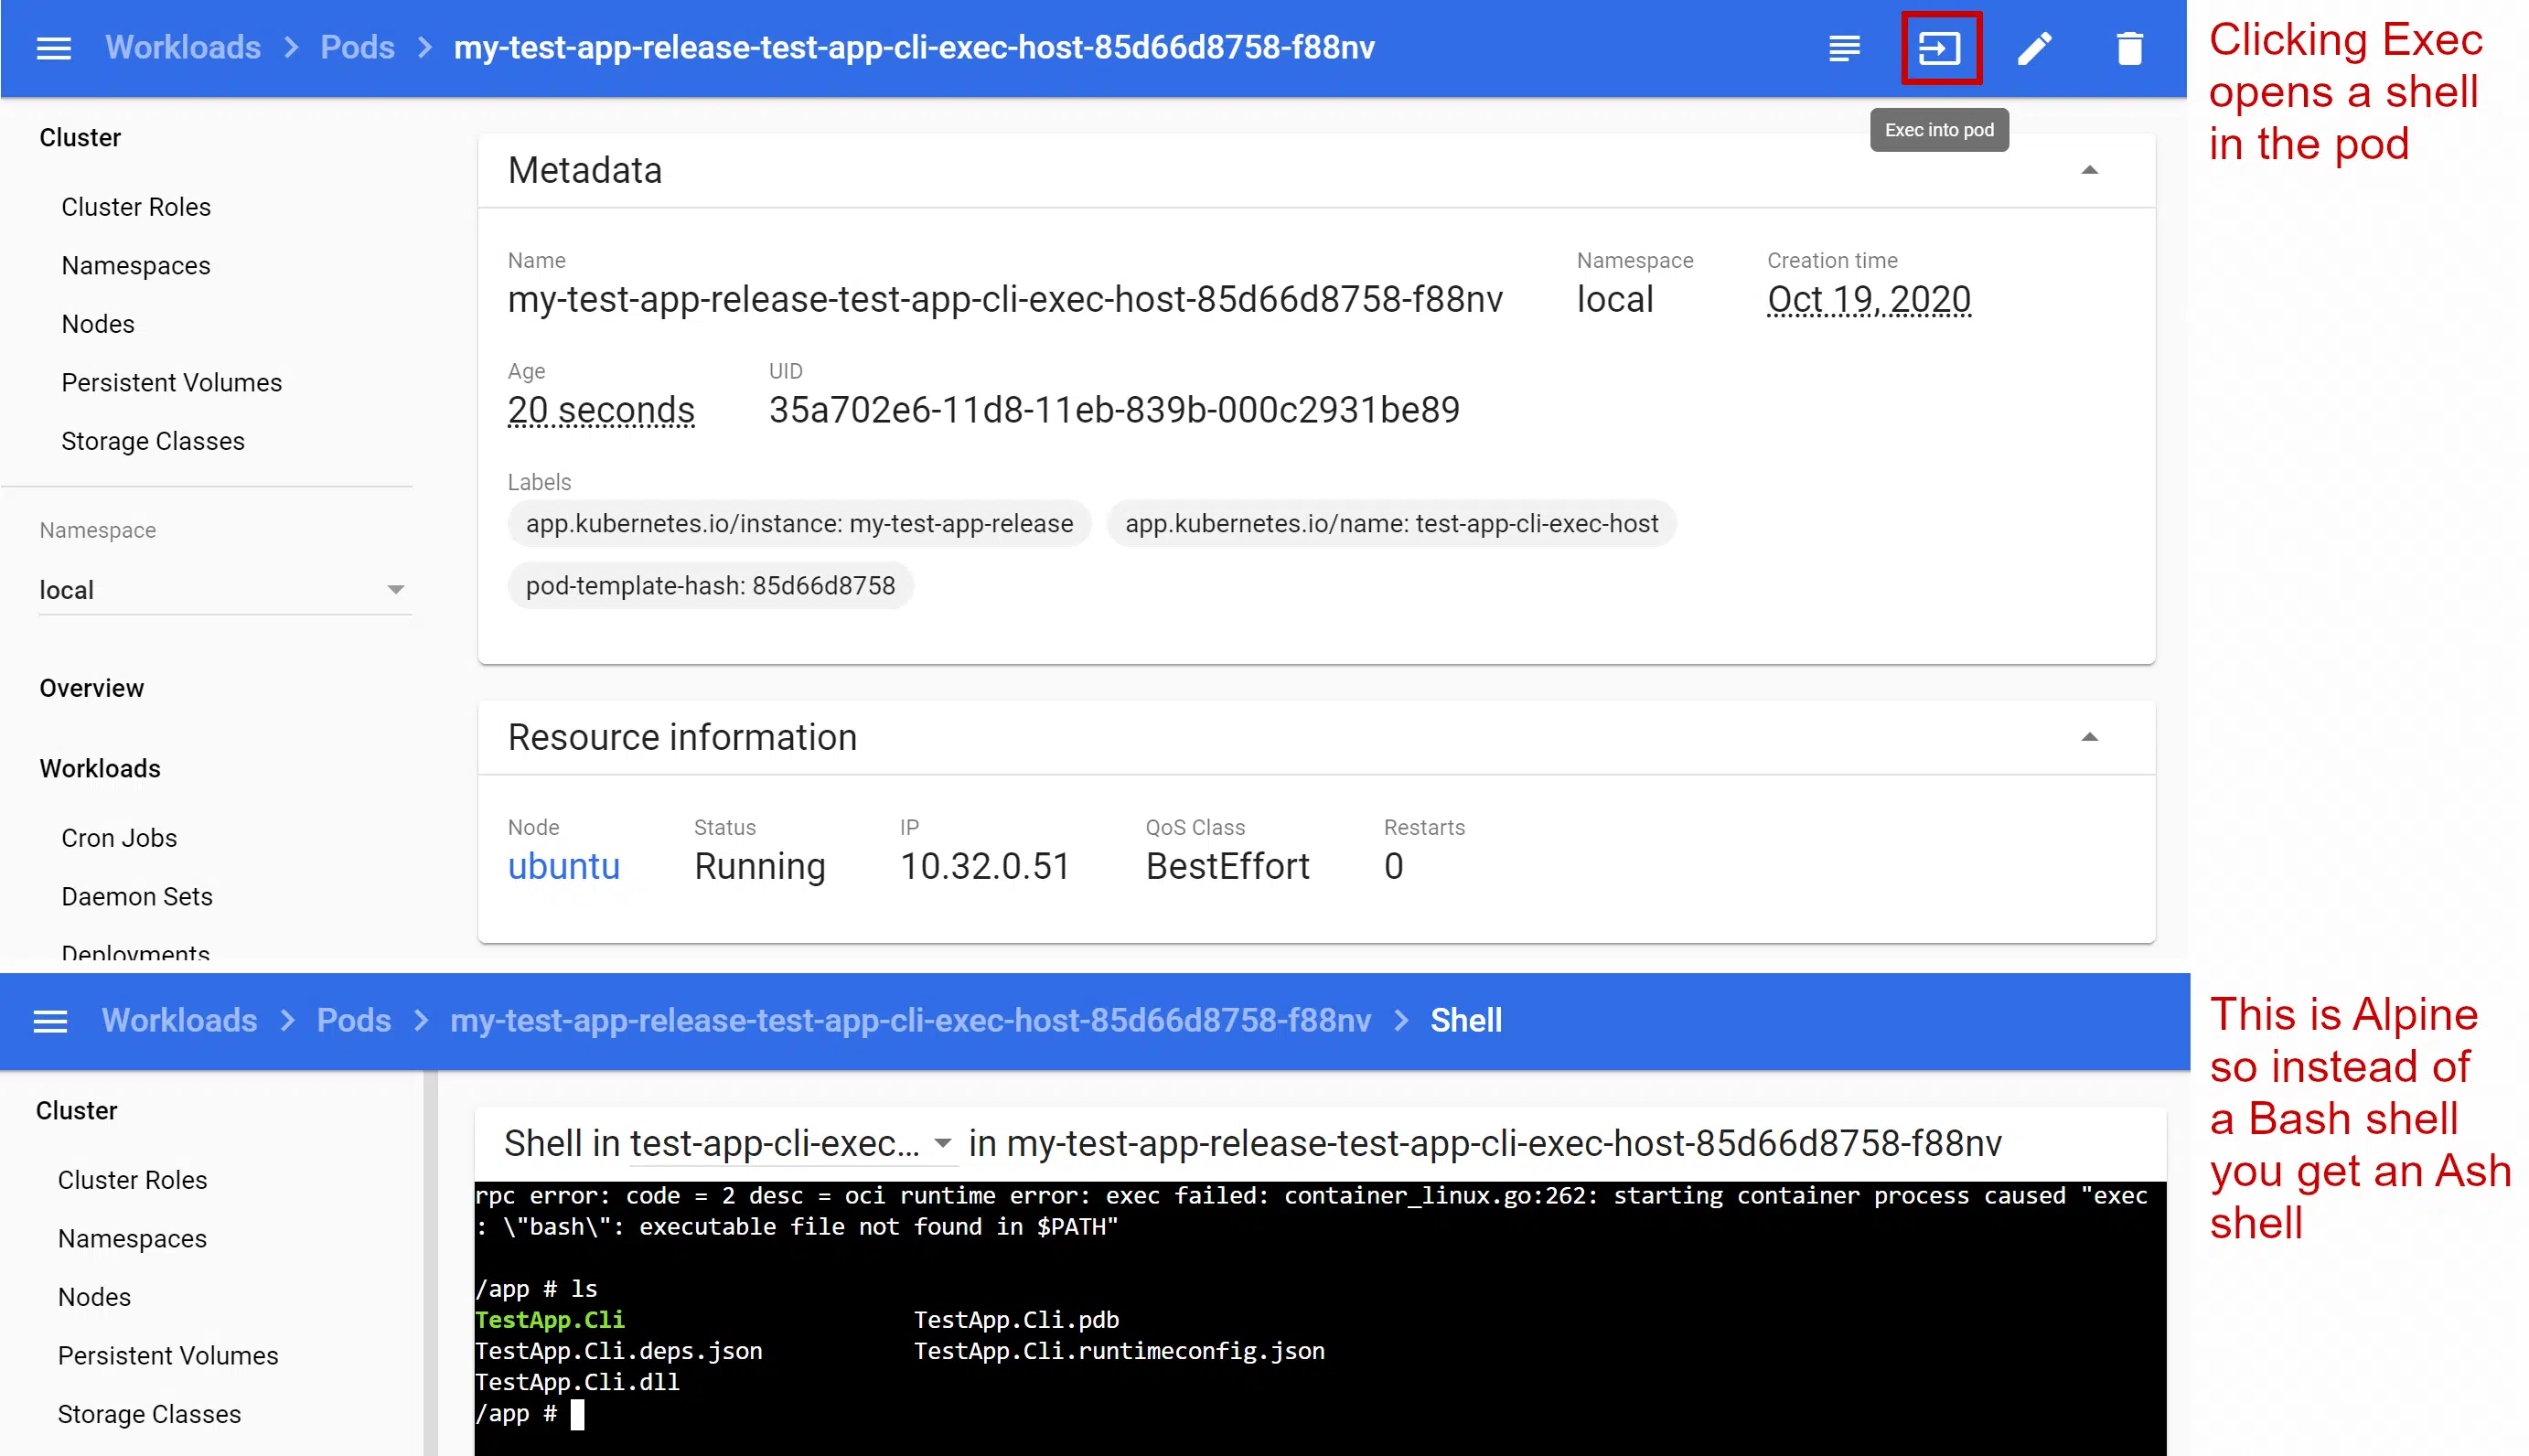 Workloads > Pods > my-test-app-release-test-app-cli-exec-host-85d66d8758-f88nv
Clicking Exec
opens a shell
in the pod
Exec into pod
Cluster
Cluster Roles
Namespaces
Nodes
Persistent Volumes
Storage Classes
Namespace
local
Overview
Workloads
Cron Jobs
Daemon Sets
Deployments
Metadata
Name Namespace Creation time
my-test-app-release-test-app-cli-exec-host-85d66d8758-f88nv local Oct 19, 2020
Age UID
20 seconds 35a702e6-11d8-11eb-839b-000c2931be89
Labels
app.kubernetes.io/instance: my-test-app-release app.kubernetes.io/name: test-app-cli-exec-host
pod-template-hash: 85d66d8758
Resource information
Node Status IP QoS Class Restarts
ubuntu Running 10.32.0.51 BestEffort 0
Workloads > Pods > my-test-app-release-test-app-cli-exec-host-85d66d8758-f88nv > Shell
This is Alpine
so instead of
a Bash shell
you get an Ash
shell
Cluster
Cluster Roles
Namespaces
Nodes
Persistent Volumes
Storage Classes
Shell in test-app-cli-exec... in my-test-app-release-test-app-cli-exec-host-85d66d8758-f88nv
rpc error: code = 2 desc = oci runtime error: exec failed: container_linux.go:262: starting container process caused "exec
: \"bash\": executable file not found in $PATH"
/app # ls
TestApp.Cli TestApp.Cli.pdb
TestApp.Cli.deps.json TestApp.Cli.runtimeconfig.json
TestApp.Cli.dll
/app #